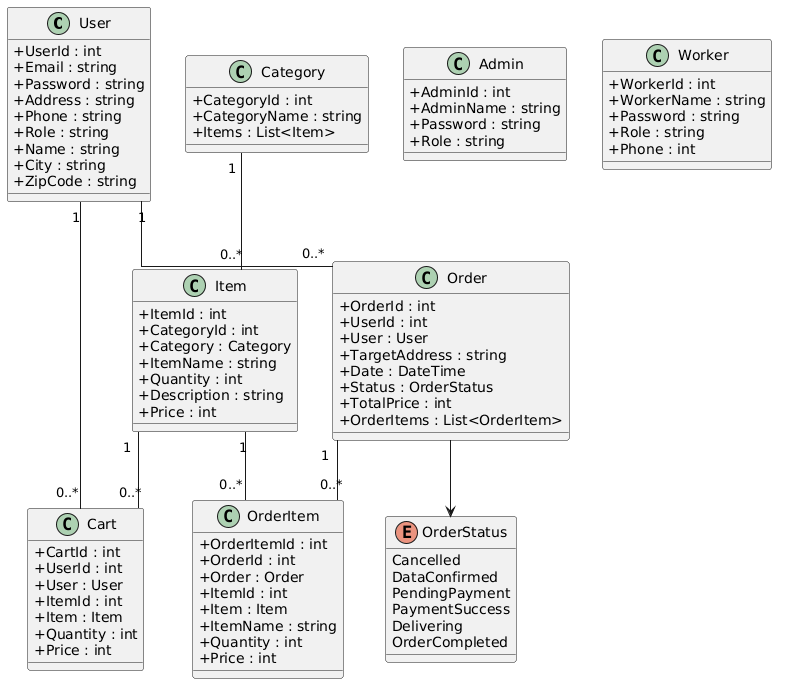 C User
+UserId : int
+Email : string
+Password : string
+Address : string
+Phone : string
+Role : string
+Name : string
+City : string
+ZipCode : string
C Category
+CategoryId : int
+CategoryName : string
+Items : List<Item>
C Admin
+AdminId : int
+AdminName : string
+Password : string
+Role : string
C Worker
+WorkerId : int
+WorkerName : string
+Password : string
+Role : string
+Phone : int
1
1
1
0..*
0..*
C Item
+ItemId : int
+CategoryId : int
+Category : Category
+ItemName : string
+Quantity : int
+Description : string
+Price : int
C Order
+OrderId : int
+UserId : int
+User : User
+TargetAddress : string
+Date : DateTime
+Status : OrderStatus
+TotalPrice : int
+OrderItems : List<OrderItem>
1
1
1
0..*
0..*
0..*
0..*
C Cart
+CartId : int
+UserId : int
+User : User
+ItemId : int
+Item : Item
+Quantity : int
+Price : int
C OrderItem
+OrderItemId : int
+OrderId : int
+Order : Order
+ItemId : int
+Item : Item
+ItemName : string
+Quantity : int
+Price : int
E OrderStatus
Cancelled
DataConfirmed
PendingPayment
PaymentSuccess
Delivering
OrderCompleted